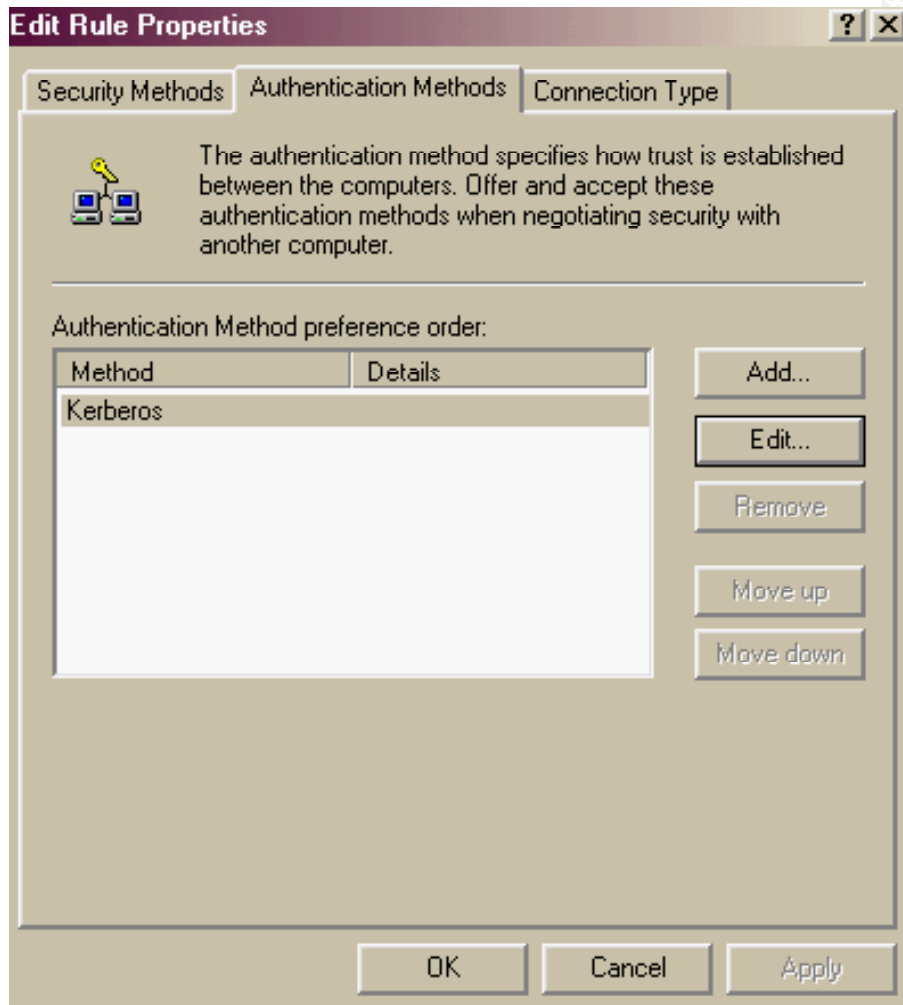 Edit Rule Properties
? X
Security Methods
Authentication Methods
Connection Type
The authentication method specifies how trust is established
between the computers. Offer and accept these
authentication methods when negotiating security with
another computer.
Authentication Method preference order:
Method Details
Kerberos
Add...
Edit...
Remove
Move up
Move down
OK Cancel Apply